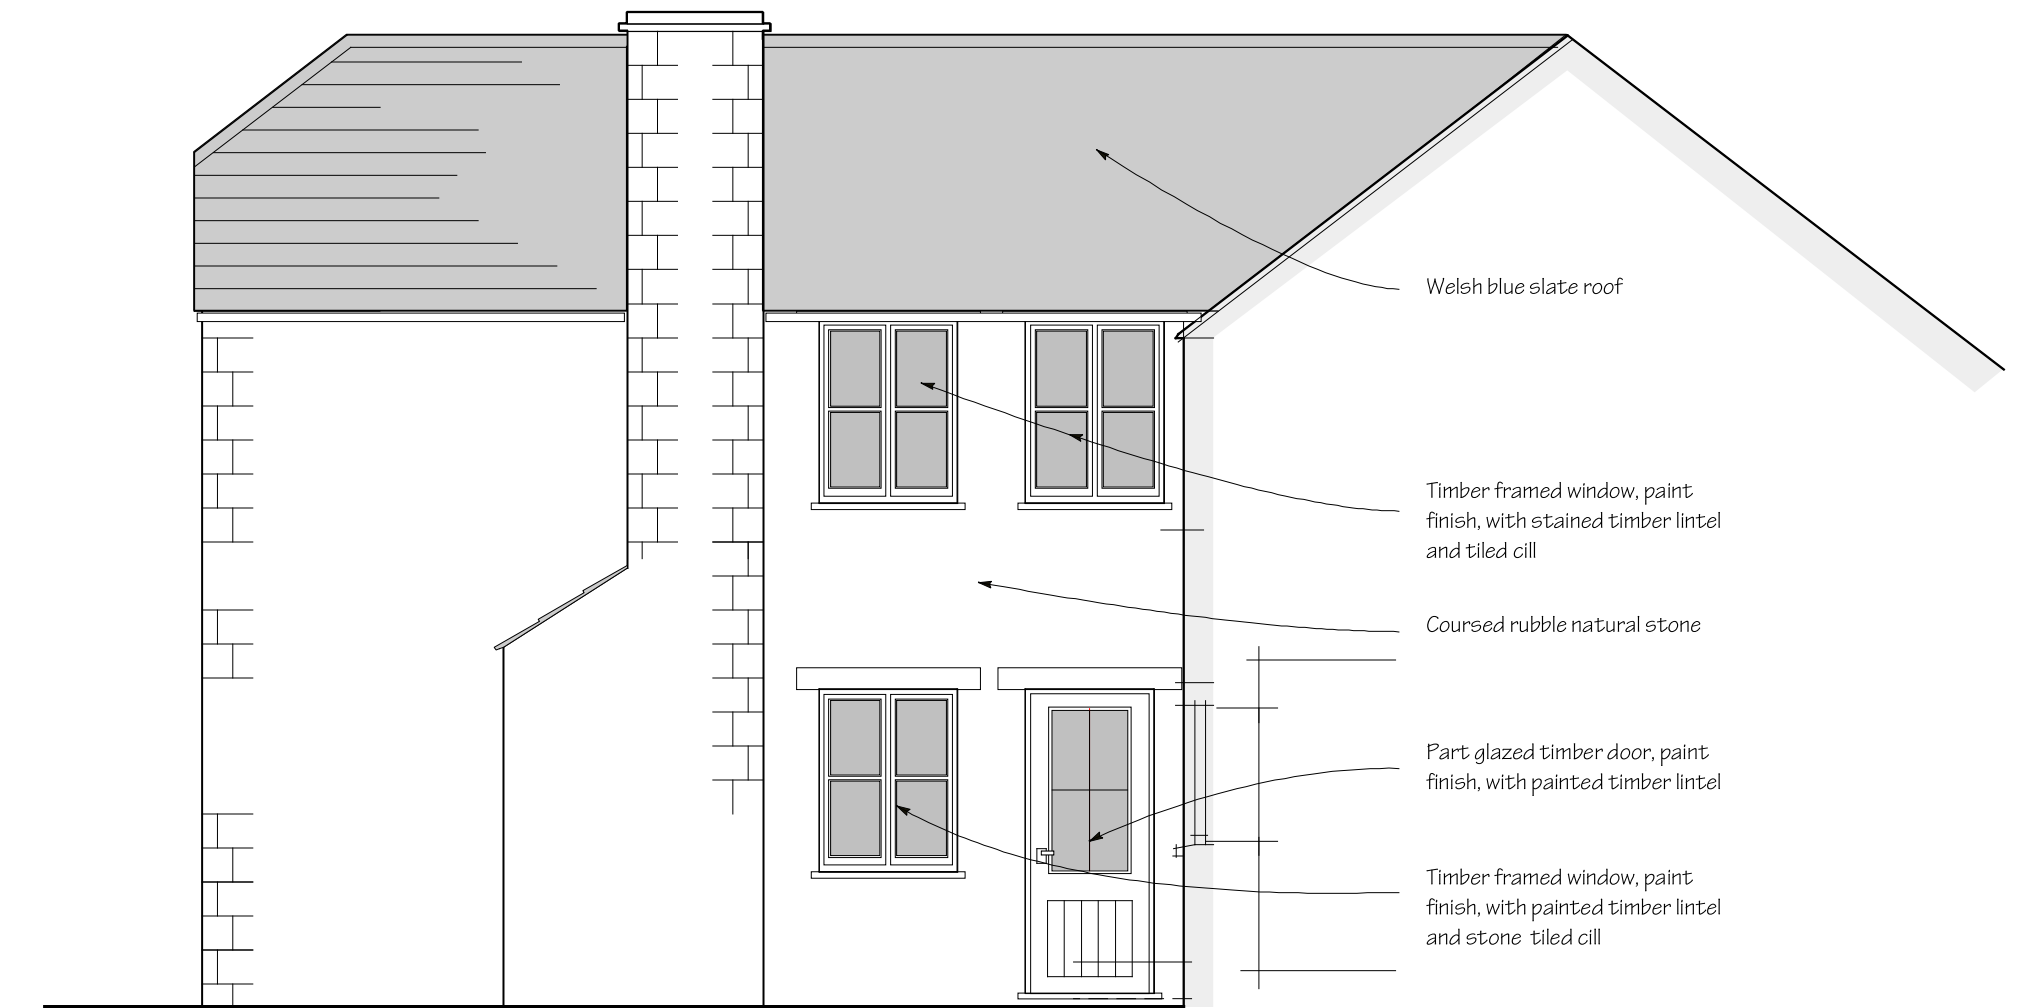 Welsh blue slate roof
Timber framed window, paint
finish, with stained timber lintel
and tiled cill
Coursed rubble natural stone
Part glazed timber door, paint
finish, with painted timber lintel
Timber framed window, paint
finish, with painted timber lintel
and stone tiled cill